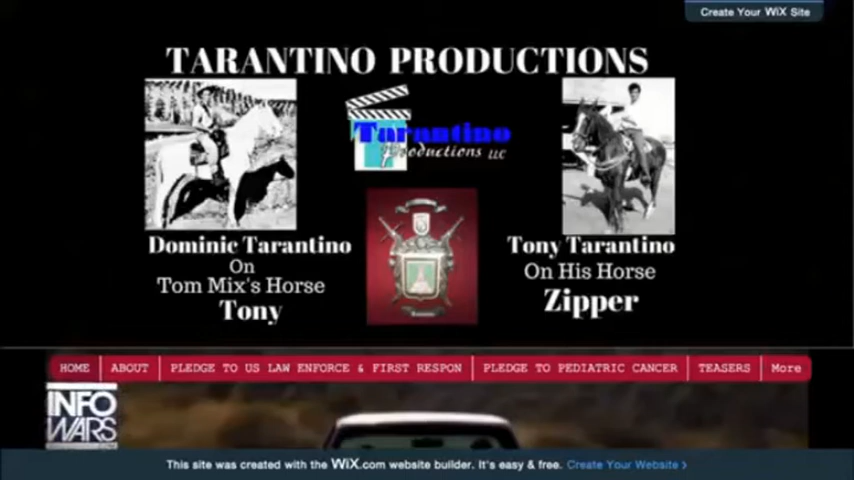 Create Your WiX Site
TARANTINO PRODUCTIONS
Tarantino
Productions LLC
Dominic Tarantino
On
Tom Mix's Horse
Tony
Tony Tarantino
On His Horse
Zipper
HOME ABOUT PLEDGE TO US LAW ENFORCE & FIRST RESPON PLEDGE TO PEDIATRIC CANCER TEASERS More
INFO
WARS
This site was created with the WiX.com website builder. It's easy & free. Create Your Website >